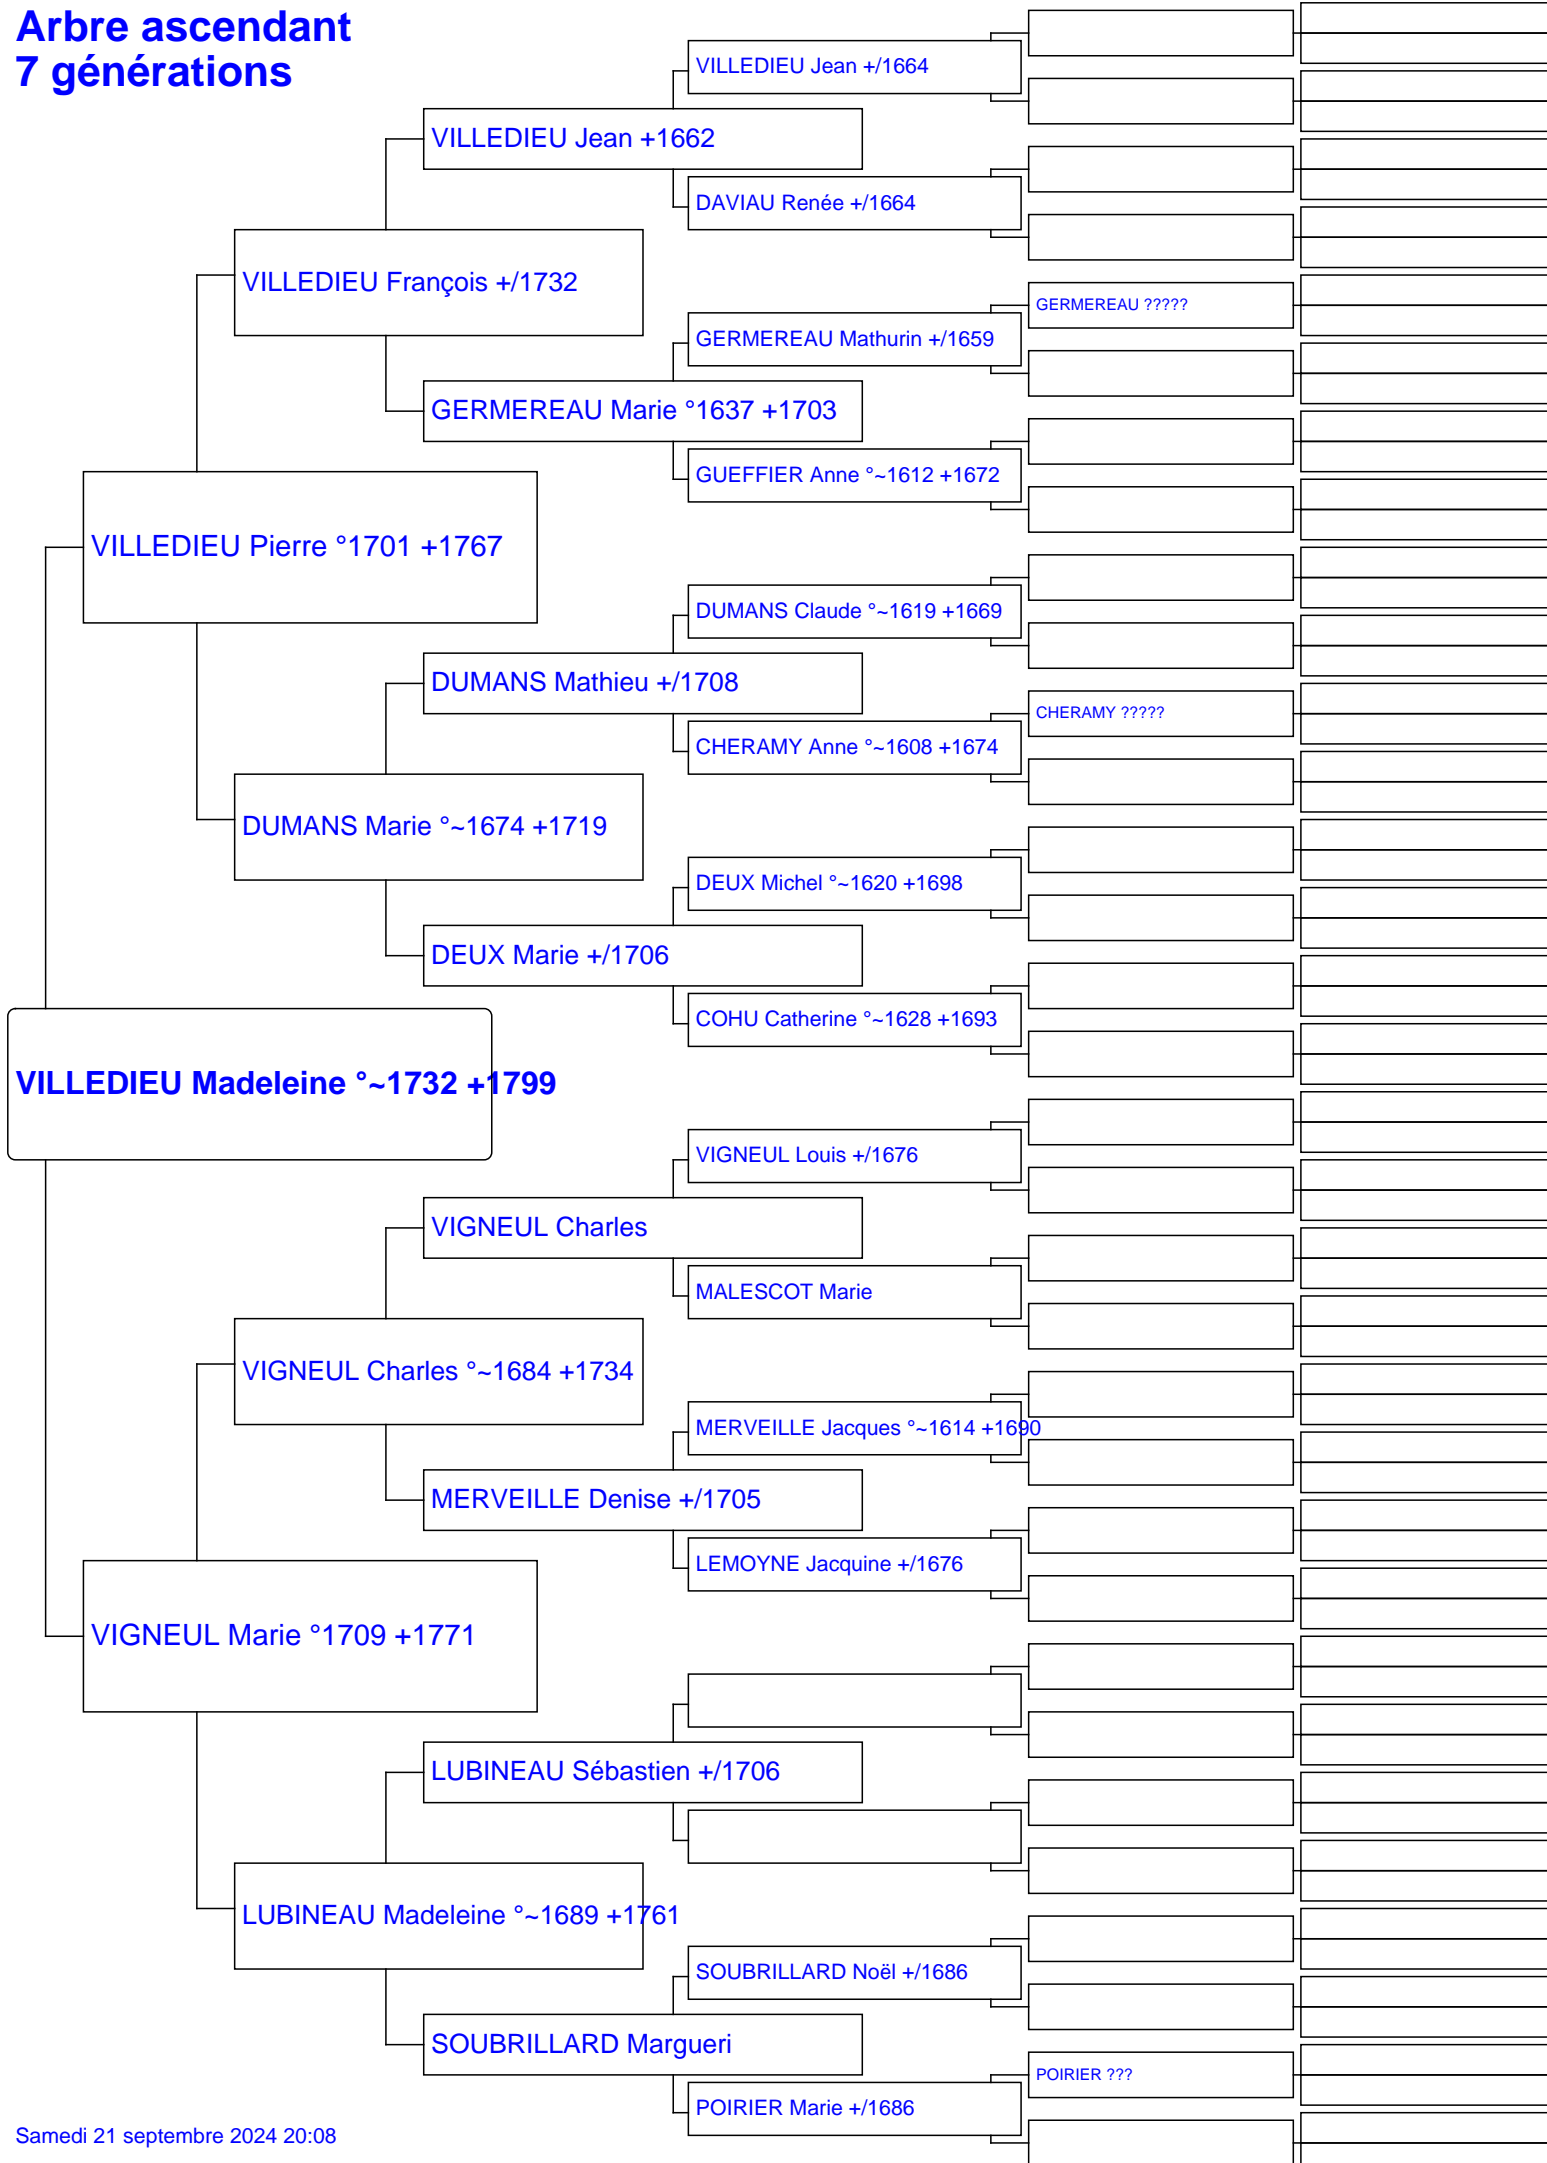 Arbre ascendant
7 générations
VILLEDIEU Jean +/1664
VILLEDIEU Jean +1662
DAVIAU Renée +/1664
VILLEDIEU François +/1732
GERMEREAU ?????
GERMEREAU Mathurin +/1659
GERMEREAU Marie °1637 +1703
GUEFFIER Anne °~1612 +1672
VILLEDIEU Pierre °1701 +1767
DUMANS Claude °~1619 +1669
DUMANS Mathieu +/1708
CHERAMY ?????
CHERAMY Anne °~1608 +1674
DUMANS Marie °~1674 +1719
DEUX Michel °~1620 +1698
DEUX Marie +/1706
COHU Catherine °~1628 +1693
VILLEDIEU Madeleine °~1732 +1799
VIGNEUL Louis +/1676
VIGNEUL Charles
MALESCOT Marie
VIGNEUL Charles °~1684 +1734
MERVEILLE Jacques °~1614 +1690
MERVEILLE Denise +/1705
LEMOYNE Jacquine +/1676
VIGNEUL Marie °1709 +1771
LUBINEAU Sébastien +/1706
LUBINEAU Madeleine °~1689 +1761
SOUBRILLARD Noël +/1686
SOUBRILLARD Margueri
POIRIER ???
POIRIER Marie +/1686
Samedi 21 septembre 2024 20:08